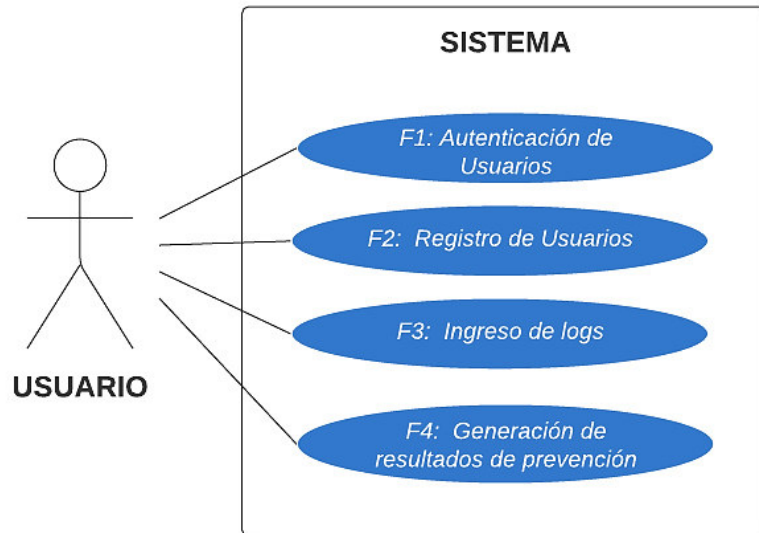 SISTEMA
F1: Autenticación de
Usuarios
F2: Registro de Usuarios
F3: Ingreso de logs
USUARIO
F4: Generación de
resultados de prevención